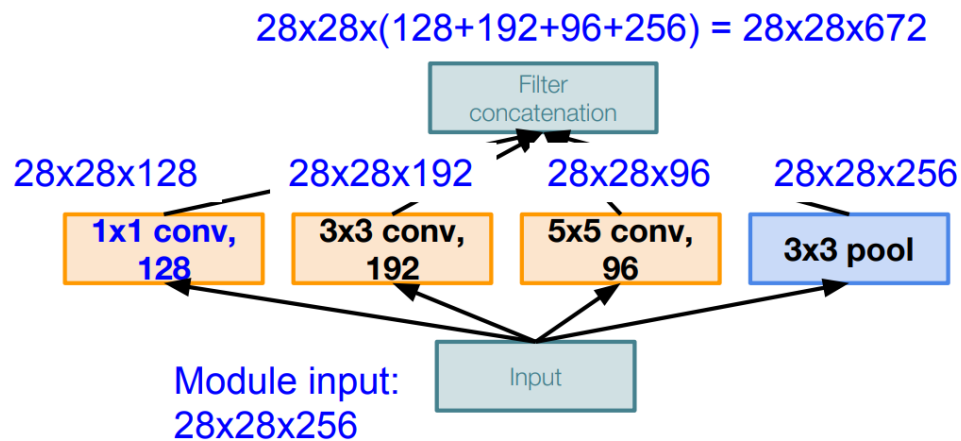 28x28x(128+192+96+256) = 28x28x672
Filter
concatenation
28x28x128
28x28x192
28x28x96
28x28x256
1x1 conv,
128
3x3 conv,
192
5x5 conv,
96
3x3 pool
Input
Module input:
28x28x256